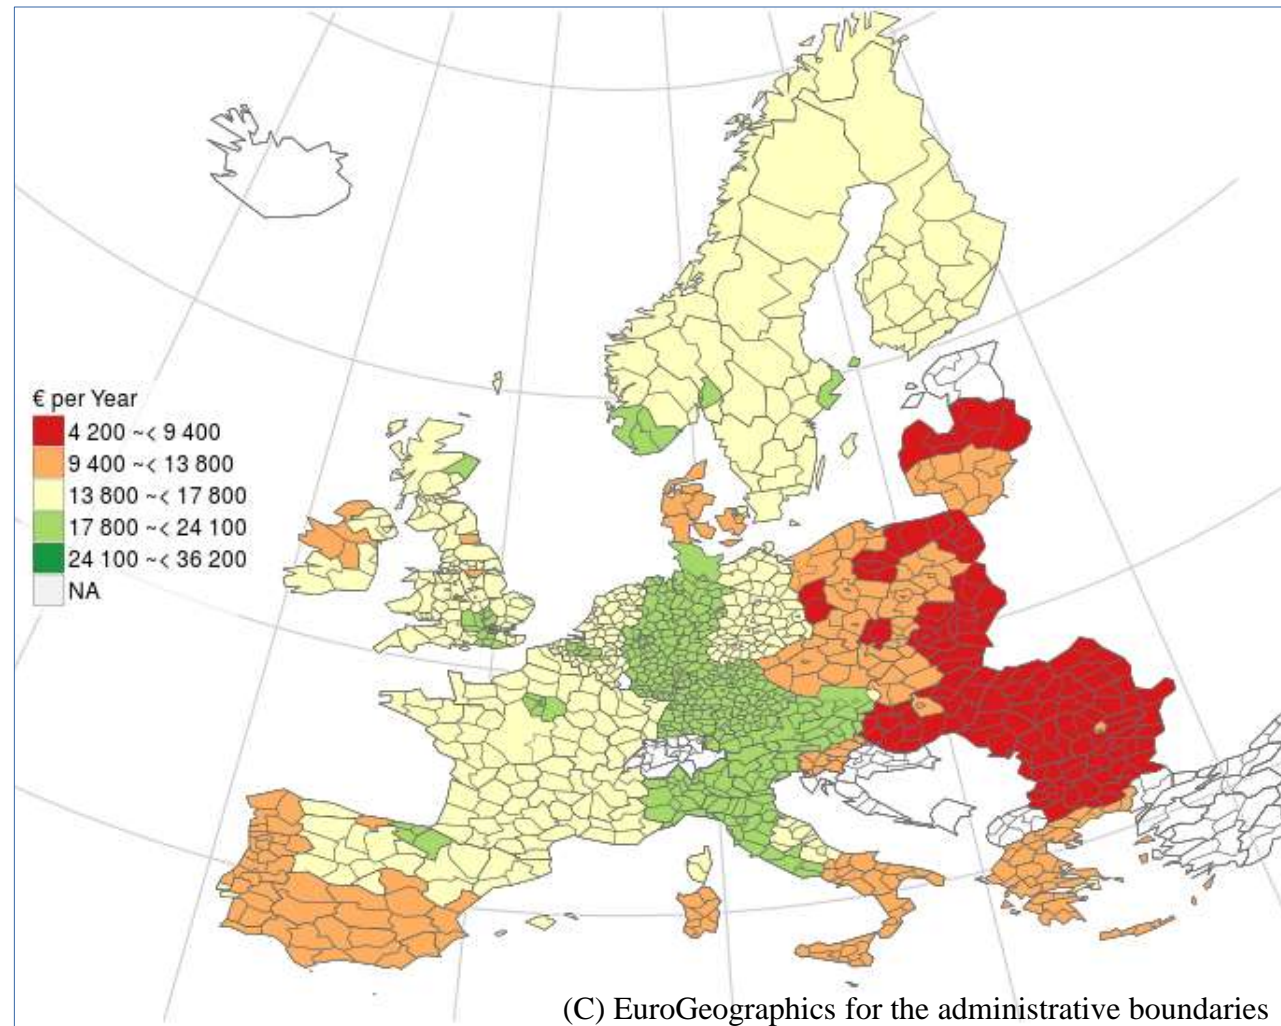 € per Year
4 200 ~< 9 400
9 400 ~< 13 800
13 800 ~< 17 800
17 800 ~< 24 100
24 100 ~< 36 200
NA
(C) EuroGeographics for the administrative boundaries